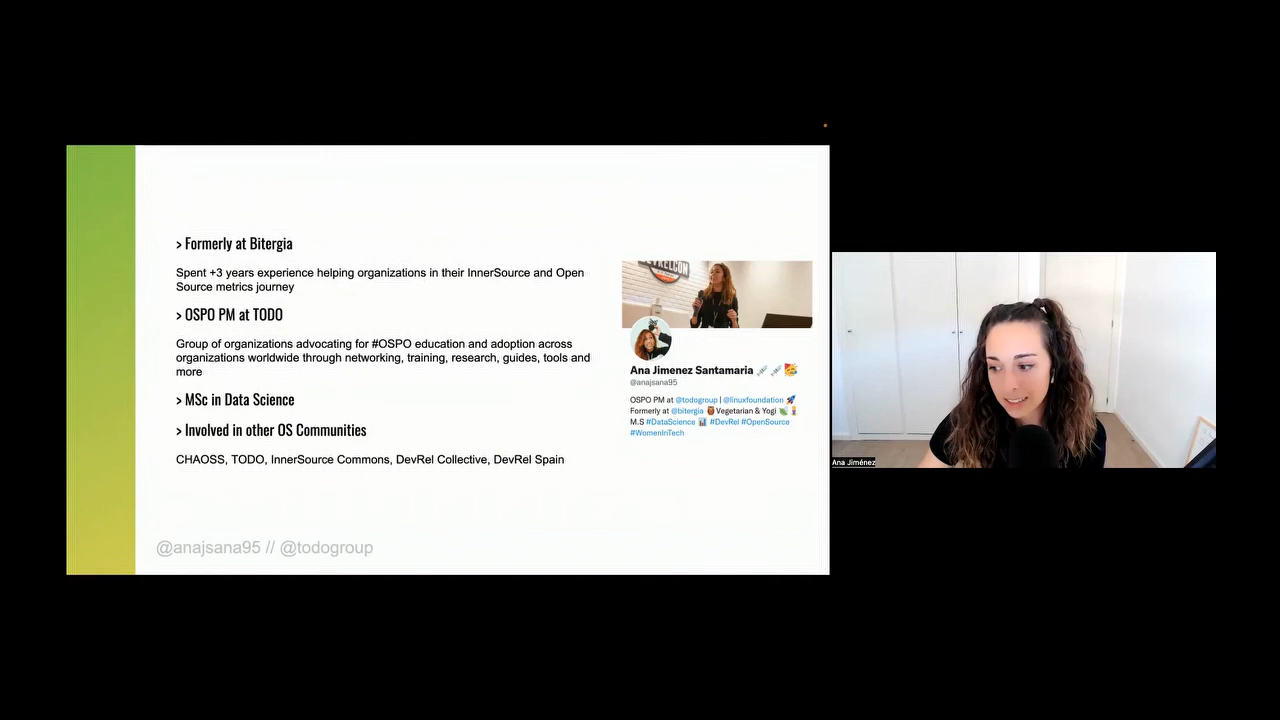 > Formerly at Bitergia
Spent +3 years experience helping organizations in their InnerSource and Open
Source metrics journey
> OSPO PM at TODO
Group of organizations advocating for #OSPO education and adoption across
organizations worldwide through networking, training, research, guides, tools and
more
> MSc in Data Science
> Involved in other OS Communities
CHAOSS, TODO, InnerSource Commons, DevRel Collective, DevRel Spain
@anajsana95 // @todogroup
DEVRELCON
Ana Jimenez Santamaria
@anajsana95
OSPO PM at @todogroup | @linuxfoundation 🚀
Formerly at @bitergia 🦉Vegetarian & Yogi
M.S #DataScience 📊 #DevRel #OpenSource
#WomenInTech
Ana Jiménez